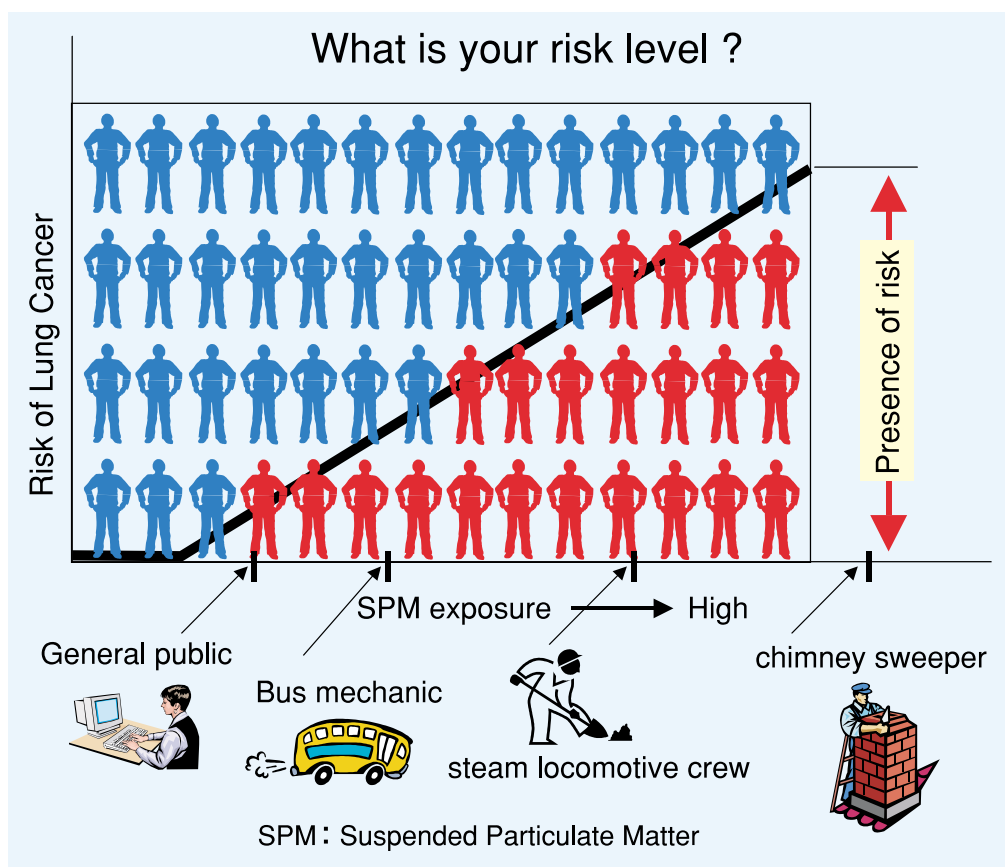 What is your risk level ?
Risk of Lung Cancer
Presence of risk
SPM exposure
High
General public
Bus mechanic
steam locomotive crew
chimney sweeper
SPM：Suspended Particulate Matter